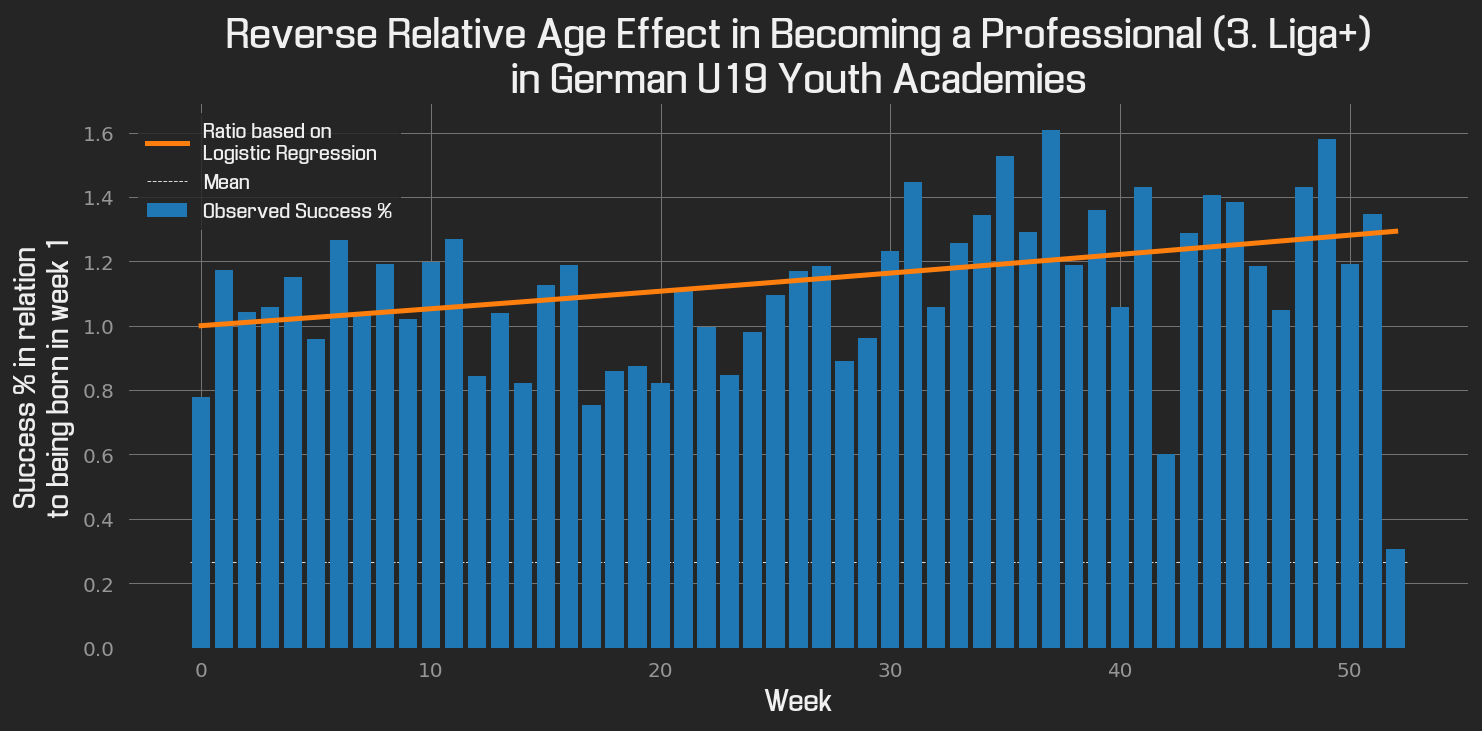 Reverse Relative Age Effect in Becoming a Professional (3. Liga+)
in German U19 Youth Academies
Ratio based on
Logistic Regression
Mean
Observed Success %
Success % in relation
to being born in week 1
1.6
1.4
1.2
1.0
0.8
0.6
0.4
0.2
0.0
0
10
20
30
40
50
Week